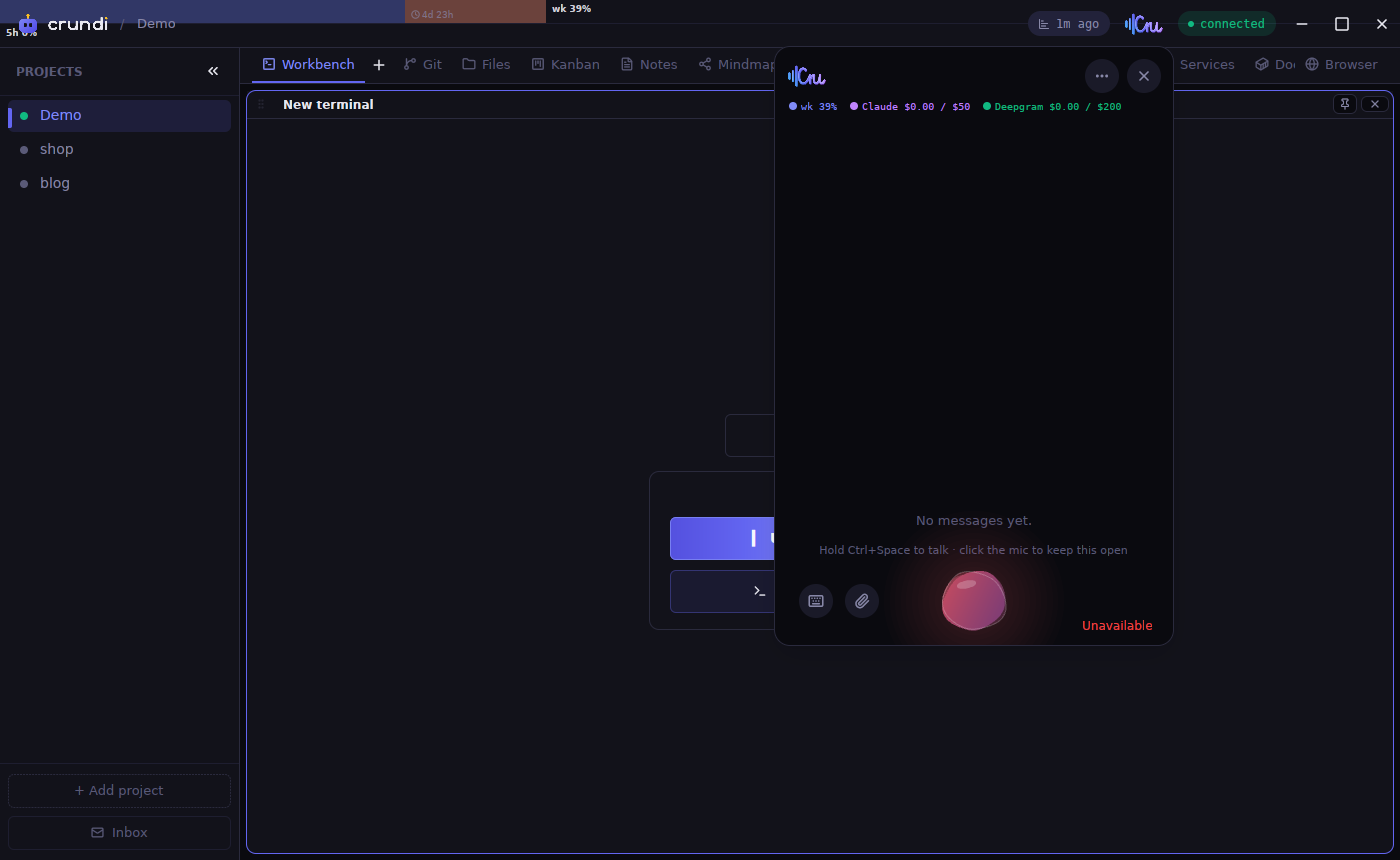 4d 23h
wk 39%
5h 0%
crundi / Demo
1m ago
Cru
connected
PROJECTS
Demo
shop
blog
+ Add project
Inbox
Workbench
+
Git
Files
Kanban
Notes
Mindmap
Services
Do
Browser
New terminal
Cru
wk 39%
Claude $0.00 / $50
Deepgram $0.00 / $200
No messages yet.
Hold Ctrl+Space to talk · click the mic to keep this open
Unavailable